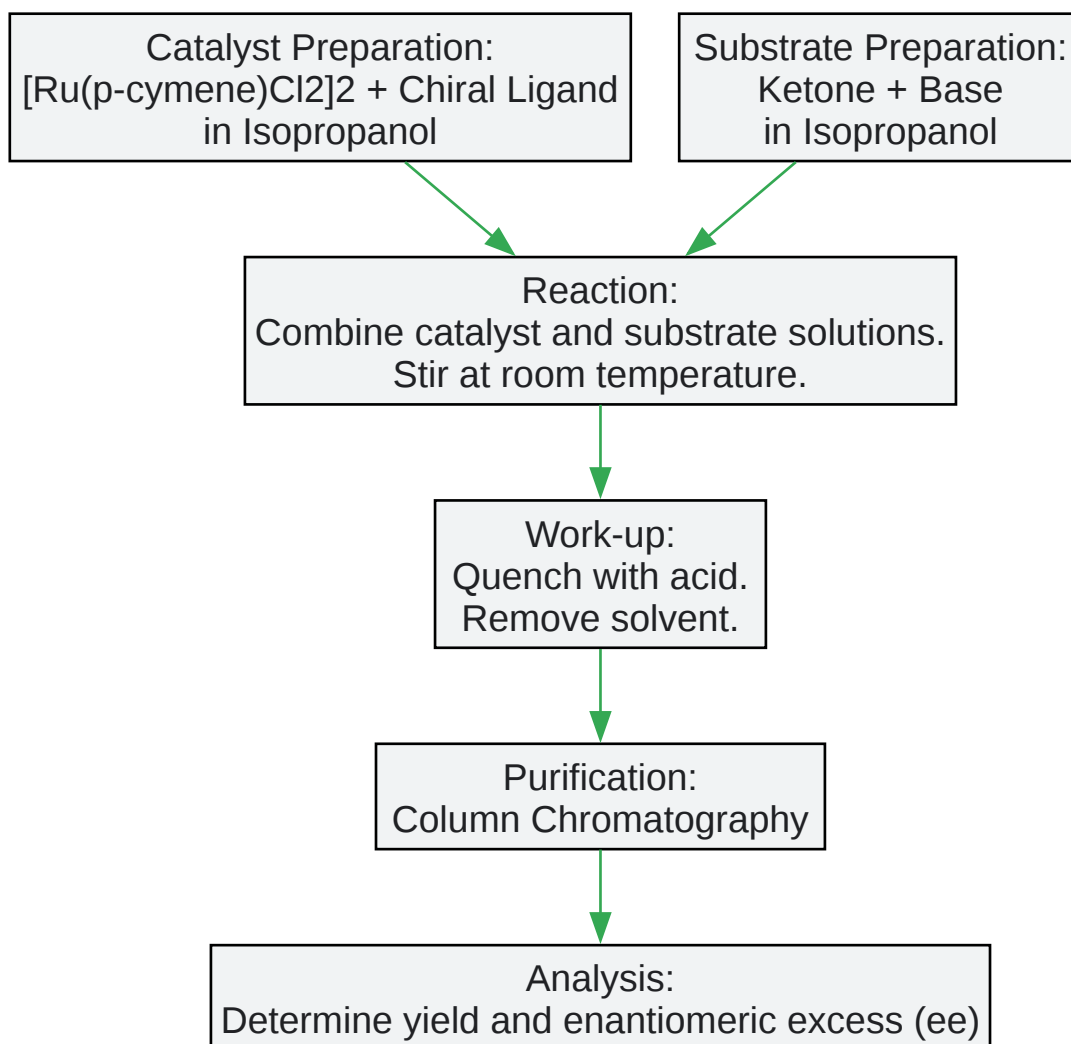 Catalyst Preparation:
[Ru(p-cymene)Cl2]2 + Chiral Ligand
in Isopropanol
Substrate Preparation:
Ketone + Base
in Isopropanol
Reaction:
Combine catalyst and substrate solutions.
Stir at room temperature.
Work-up:
Quench with acid.
Remove solvent.
Purification:
Column Chromatography
Analysis:
Determine yield and enantiomeric excess (ee)